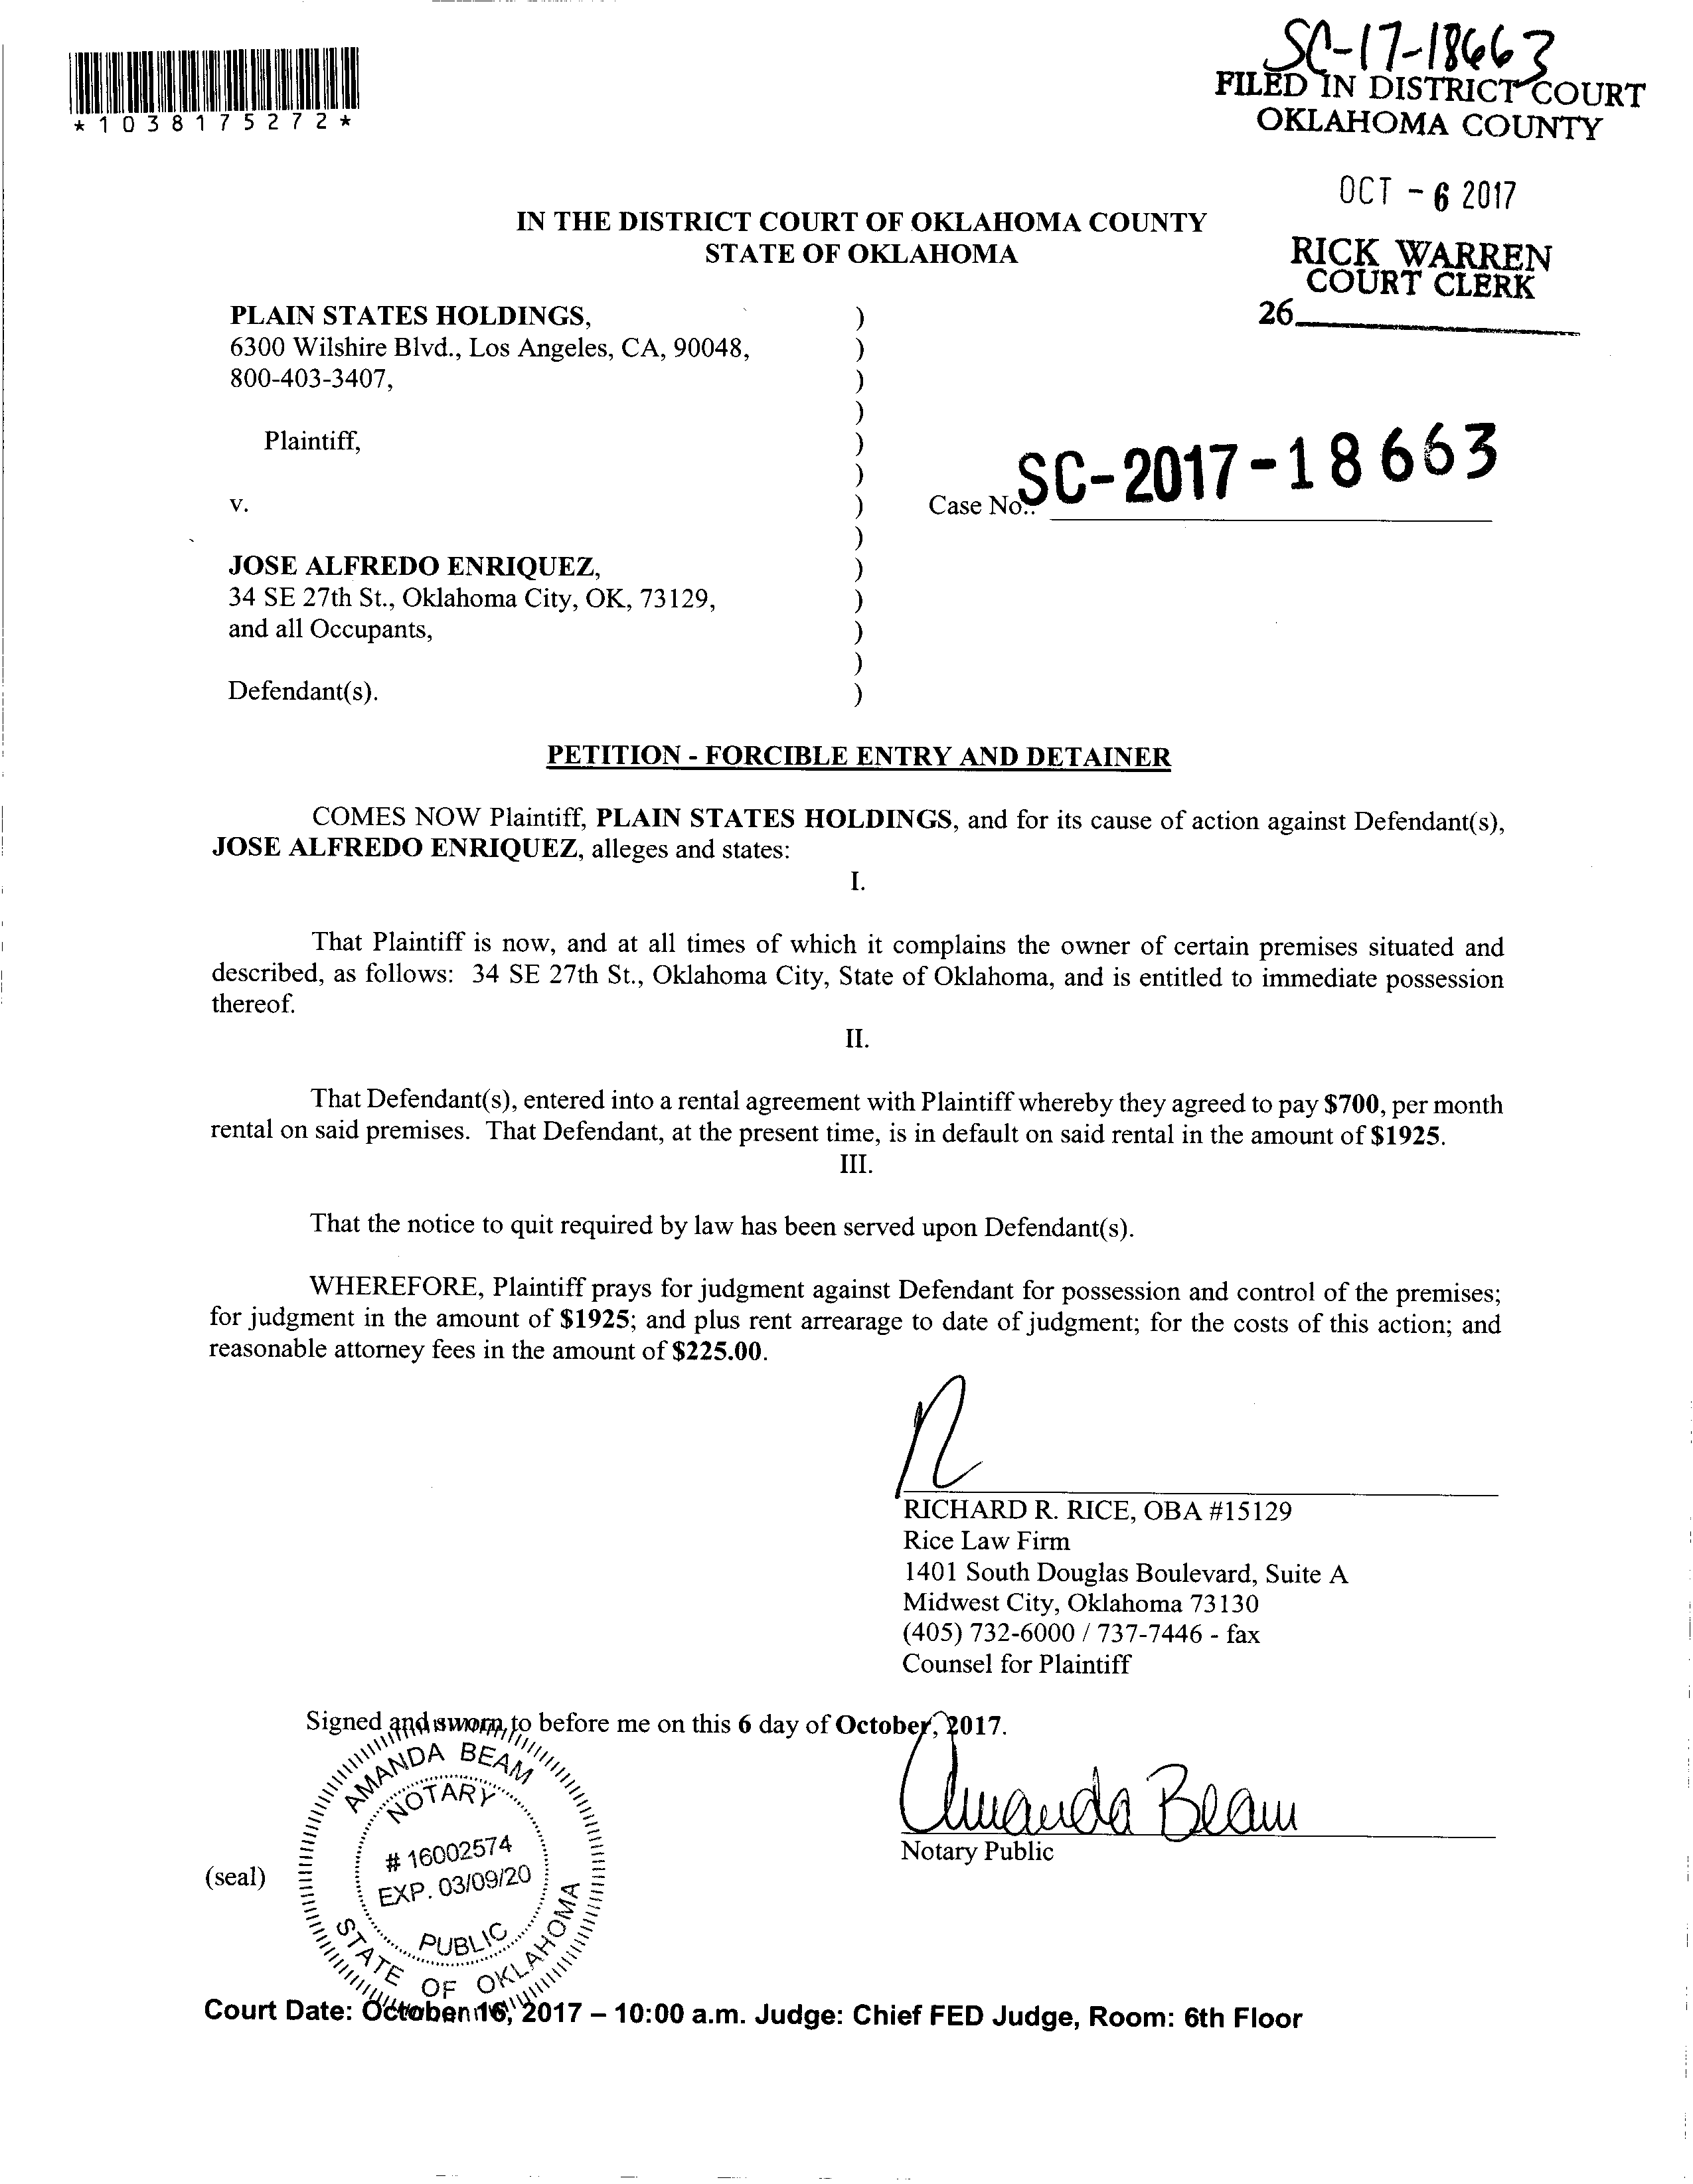 SC-17-18663
FILED IN DISTRICT COURT
OKLAHOMA COUNTY
*1038175272*
OCT - 6 2017
RICK WARREN
COURT CLERK
26
IN THE DISTRICT COURT OF OKLAHOMA COUNTY
STATE OF OKLAHOMA
PLAIN STATES HOLDINGS, )
6300 Wilshire Blvd., Los Angeles, CA, 90048, )
800-403-3407, )
)
Plaintiff, )
)
v. ) Case No.: SC-2017-18663
)
JOSE ALFREDO ENRIQUEZ, )
34 SE 27th St., Oklahoma City, OK, 73129, )
and all Occupants, )
)
Defendant(s). )
PETITION - FORCIBLE ENTRY AND DETAINER
COMES NOW Plaintiff, PLAIN STATES HOLDINGS, and for its cause of action against Defendant(s),
JOSE ALFREDO ENRIQUEZ, alleges and states:
I.
That Plaintiff is now, and at all times of which it complains the owner of certain premises situated and
described, as follows: 34 SE 27th St., Oklahoma City, State of Oklahoma, and is entitled to immediate possession
thereof.
II.
That Defendant(s), entered into a rental agreement with Plaintiff whereby they agreed to pay $700, per month
rental on said premises. That Defendant, at the present time, is in default on said rental in the amount of $1925.
III.
That the notice to quit required by law has been served upon Defendant(s).
WHEREFORE, Plaintiff prays for judgment against Defendant for possession and control of the premises;
for judgment in the amount of $1925; and plus rent arrearage to date of judgment; for the costs of this action; and
reasonable attorney fees in the amount of $225.00.
RICHARD R. RICE, OBA #15129
Rice Law Firm
1401 South Douglas Boulevard, Suite A
Midwest City, Oklahoma 73130
(405) 732-6000 / 737-7446 - fax
Counsel for Plaintiff
Signed and sworn to before me on this 6 day of October, 2017.
Amanda Beam
Notary Public
(seal)
AMANDA BEAM
NOTARY
# 16002574
EXP. 03/09/20
PUBLIC
STATE OF OKLAHOMA
Court Date: October 16, 2017 – 10:00 a.m. Judge: Chief FED Judge, Room: 6th Floor